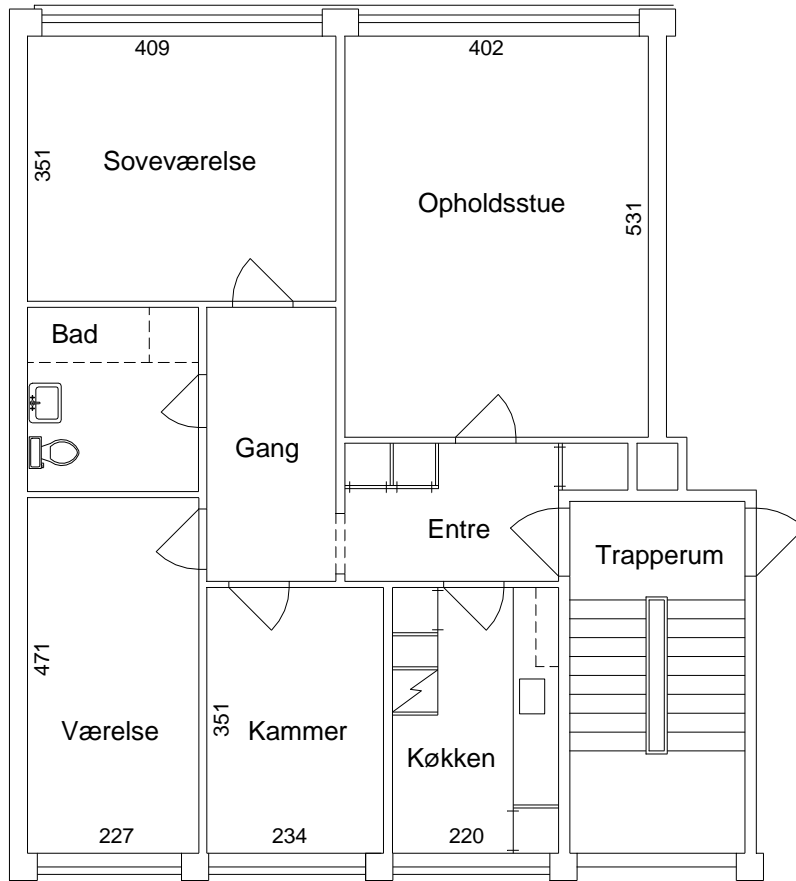 409
402
351
Soveværelse
Opholdsstue
531
Bad
Gang
Entre
Trapperum
471
351
Værelse
Kammer
Køkken
227
234
220